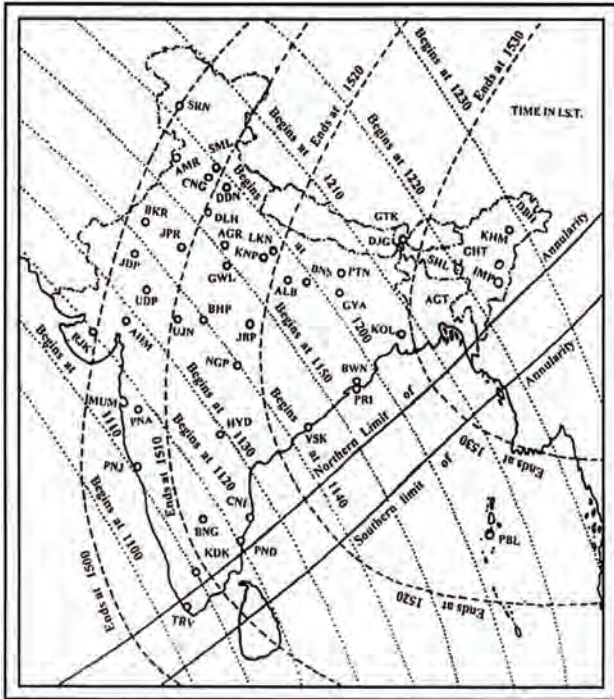 Begins at 1230
Ends at 1530
Ends at 1520
TIME IN I.S.T.
SRN
Begins at 1220
Begins at 1210
SML
AMR
CNG
DDN
Begins at 1200
DLH
BKR
JPR
AGR
LKN
KNP
GTK
DJG
DBH
KHM
GHT
SHL
IMP
JDP
GWL
BNS
PTN
ALB
GYA
AGT
Annularity
UDP
UJN
BHP
JBP
KOL
RJK
AHM
NGP
Begins at 1150
BWN
PRI
Annularity
MUM
PNA
HYD
VSK
Begins at 1110
Begins at 1130
Begins at 1140
Northern Limit of
Southern limit of
Ends at 1530
PNJ
Ends at 1510
Begins at 1120
CNI
BNG
PND
PBL
Begins at 1100
KDK
Ends at 1500
TRV
Ends at 1520